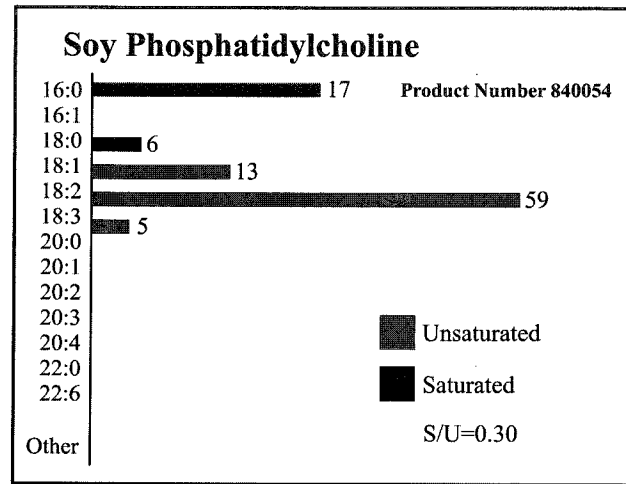 Soy Phosphatidylcholine
16:0 17 Product Number 840054
16:1
18:0 6
18:1 13
18:2 59
18:3 5
20:0
20:1
20:2
20:3
20:4
Unsaturated
22:0
22:6
Saturated
S/U=0.30
Other